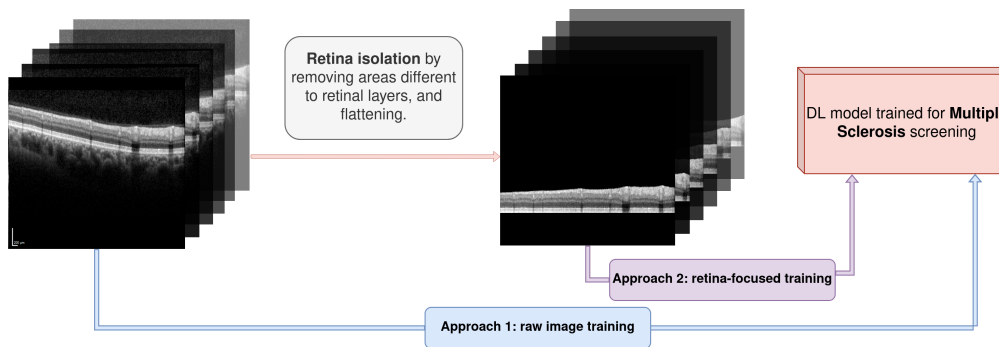 Retina isolation by
removing areas different
to retinal layers, and
flattening.
DL model trained for Multipl
Sclerosis screening
Approach 2: retina-focused training
Approach 1: raw image training